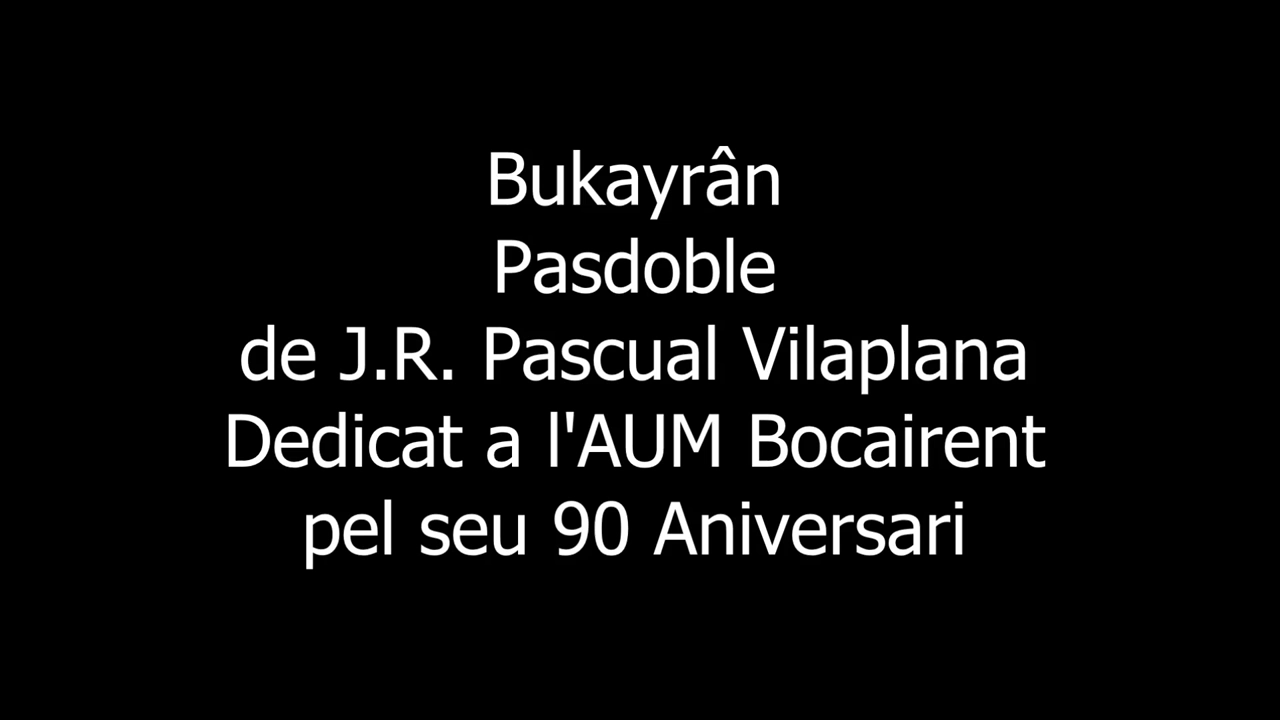 Bukayrân
Pasdoble
de J.R. Pascual Vilaplana
Dedicat a l'AUM Bocairent
pel seu 90 Aniversari